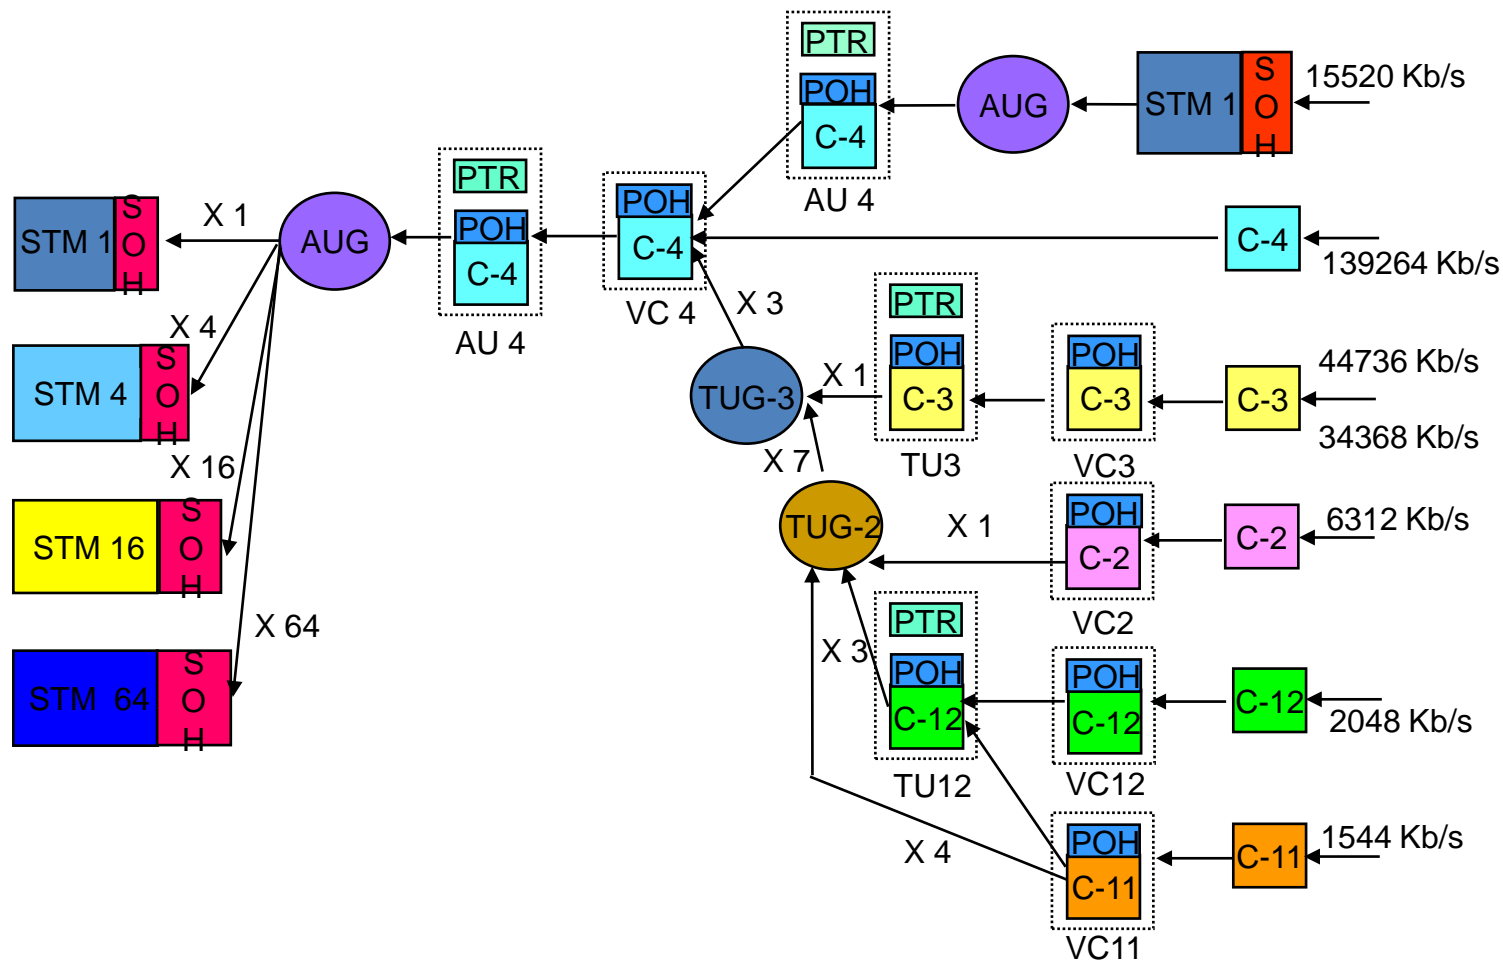 PTR
POH
C-4
AU 4
AUG
STM 1
S
O
H
15520 Kb/s
STM 1
S
O
H
X 1
AUG
PTR
POH
C-4
AU 4
POH
C-4
VC 4
C-4
139264 Kb/s
X 3
X 4
STM 4
S
O
H
TUG-3
X 1
PTR
POH
C-3
TU3
POH
C-3
VC3
C-3
44736 Kb/s
34368 Kb/s
X 16
STM 16
S
O
H
X 7
TUG-2
X 1
POH
C-2
VC2
C-2
6312 Kb/s
X 64
STM 64
S
O
H
X 3
PTR
POH
C-12
TU12
POH
C-12
VC12
C-12
2048 Kb/s
X 4
POH
C-11
VC11
C-11
1544 Kb/s